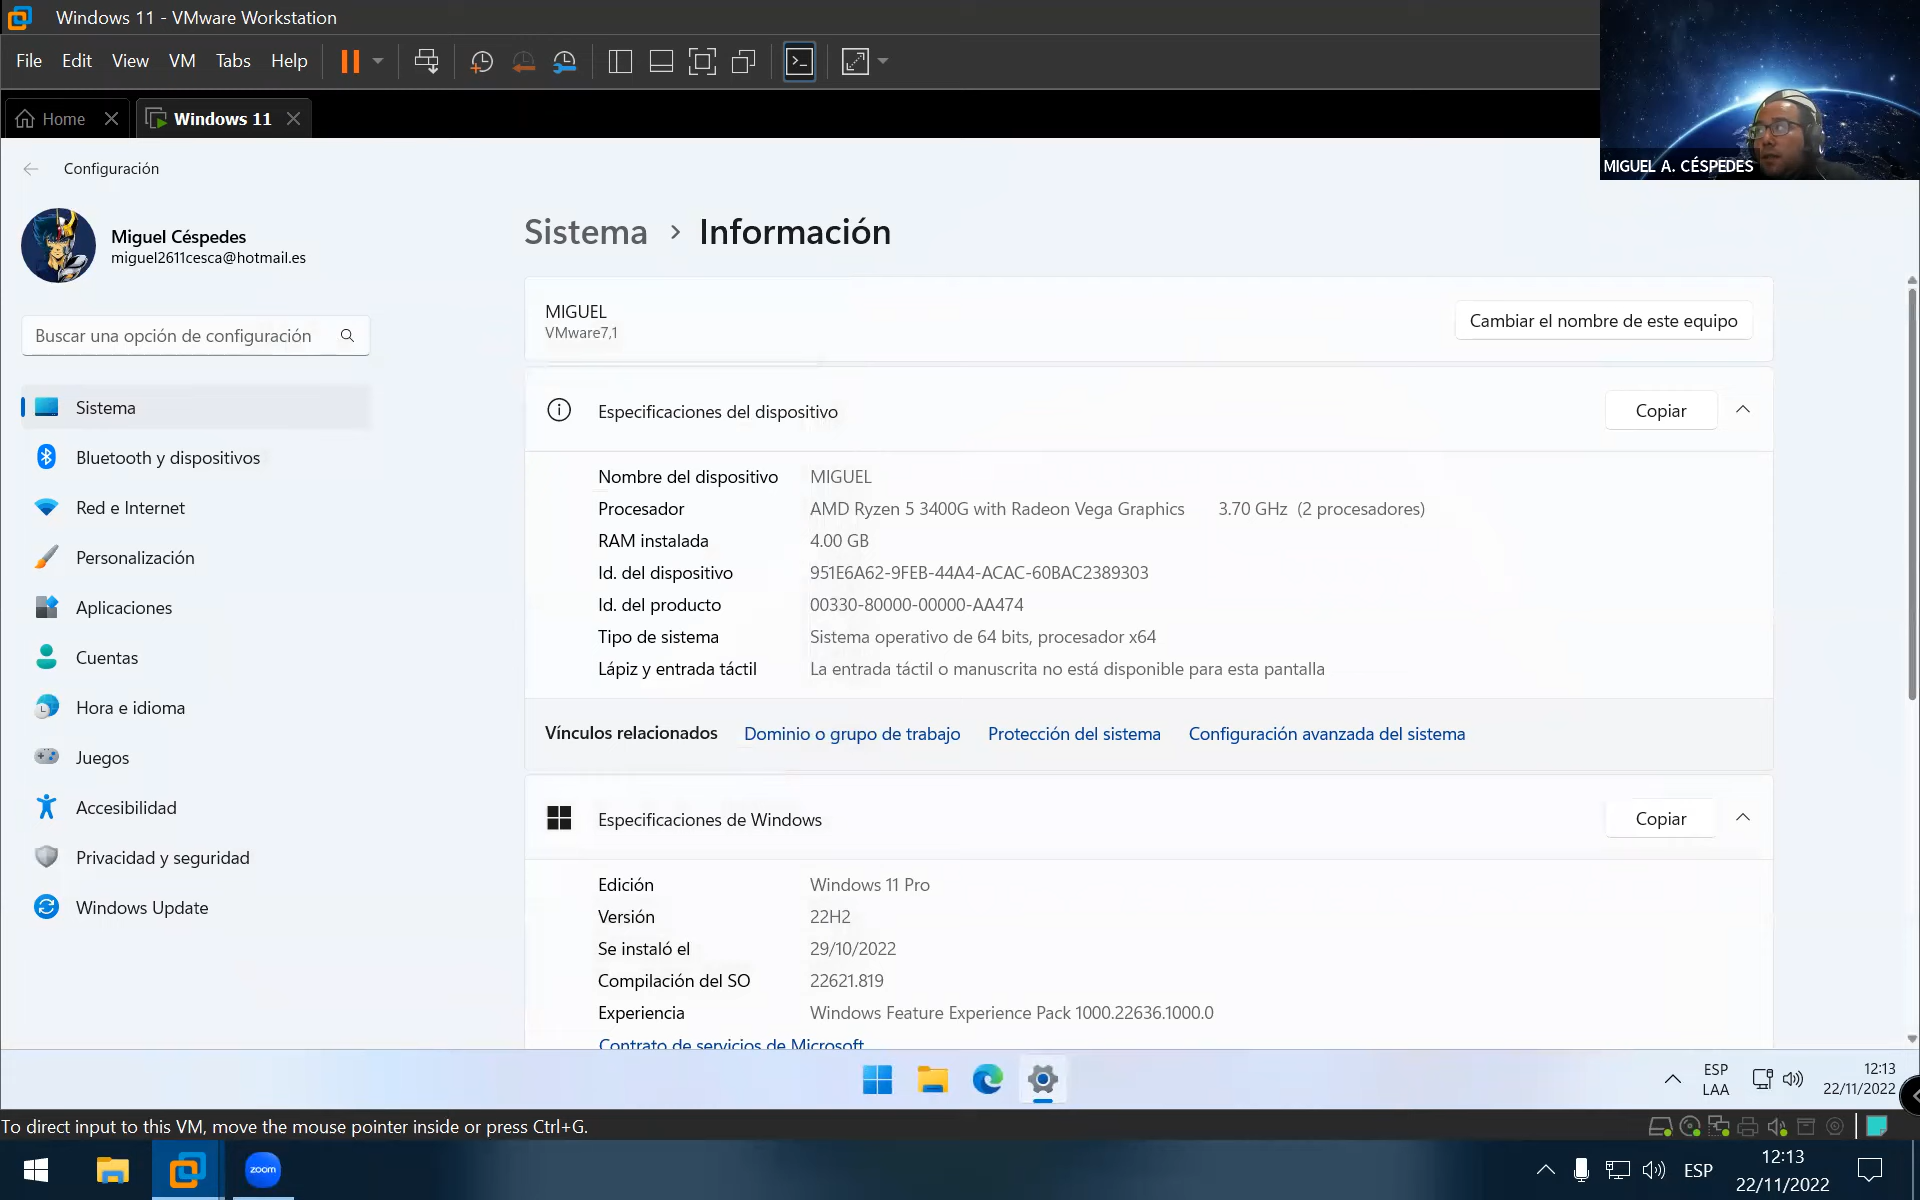 Windows 11 - VMware Workstation
File Edit View VM Tabs Help
Home Windows 11
MIGUEL A. CÉSPEDES
Configuración
Miguel Céspedes
miguel2611cesca@hotmail.es
Buscar una opción de configuración
Sistema
Bluetooth y dispositivos
Red e Internet
Personalización
Aplicaciones
Cuentas
Hora e idioma
Juegos
Accesibilidad
Privacidad y seguridad
Windows Update
Sistema > Información
MIGUEL
VMware7,1
Cambiar el nombre de este equipo
Especificaciones del dispositivo Copiar
Nombre del dispositivo MIGUEL
Procesador AMD Ryzen 5 3400G with Radeon Vega Graphics 3.70 GHz (2 procesadores)
RAM instalada 4.00 GB
Id. del dispositivo 951E6A62-9FEB-44A4-ACAC-60BAC2389303
Id. del producto 00330-80000-00000-AA474
Tipo de sistema Sistema operativo de 64 bits, procesador x64
Lápiz y entrada táctil La entrada táctil o manuscrita no está disponible para esta pantalla
Vínculos relacionados Dominio o grupo de trabajo Protección del sistema Configuración avanzada del sistema
Especificaciones de Windows Copiar
Edición Windows 11 Pro
Versión 22H2
Se instaló el 29/10/2022
Compilación del SO 22621.819
Experiencia Windows Feature Experience Pack 1000.22636.1000.0
Contrato de servicios de Microsoft
ESP
LAA
12:13
22/11/2022
To direct input to this VM, move the mouse pointer inside or press Ctrl+G.
zoom
ESP
12:13
22/11/2022